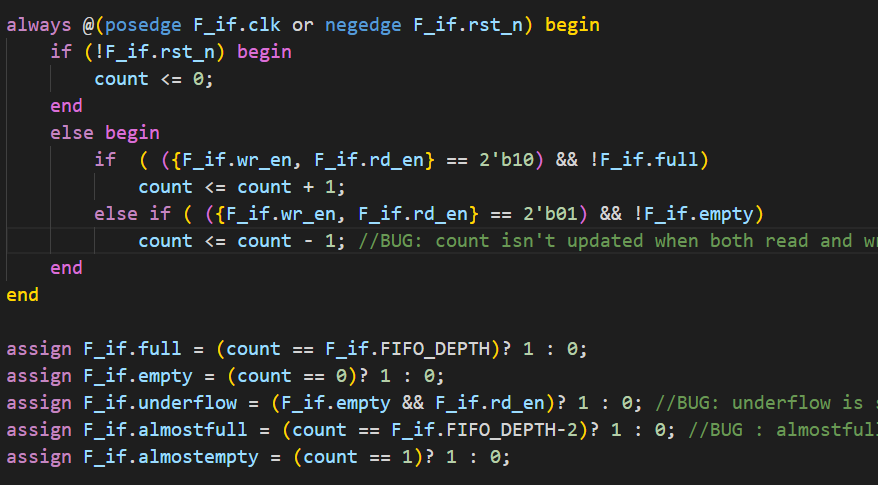 always @(posedge F_if.clk or negedge F_if.rst_n) begin
    if (!F_if.rst_n) begin
        count <= 0;
    end
    else begin
        if  ( ({F_if.wr_en, F_if.rd_en} == 2'b10) && !F_if.full)
            count <= count + 1;
        else if ( ({F_if.wr_en, F_if.rd_en} == 2'b01) && !F_if.empty)
            count <= count - 1; //BUG: count isn't updated when both read and
    end
end
assign F_if.full = (count == F_if.FIFO_DEPTH)? 1 : 0;
assign F_if.empty = (count == 0)? 1 : 0;
assign F_if.underflow = (F_if.empty && F_if.rd_en)? 1 : 0; //BUG: underflow is
assign F_if.almostfull = (count == F_if.FIFO_DEPTH-2)? 1 : 0; //BUG : almostfull
assign F_if.almostempty = (count == 1)? 1 : 0;